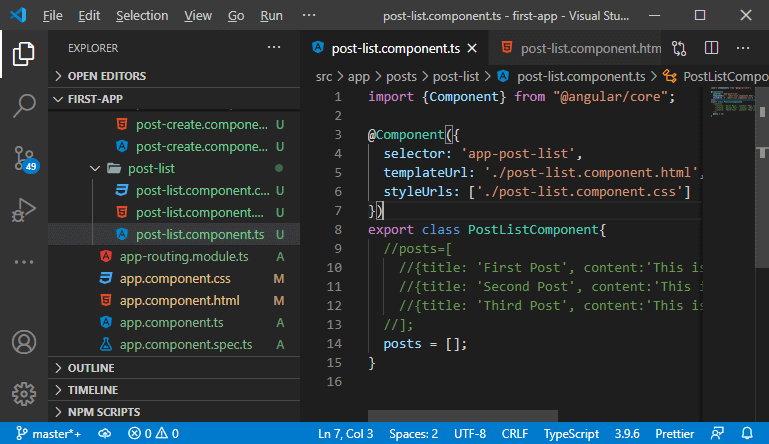 File Edit Selection View Go Run ··· post-list.component.ts - first-app - Visual Stu...
EXPLORER ···
OPEN EDITORS
FIRST-APP
post-create.compone... U
post-create.compone... U
post-list
post-list.component.c... U
post-list.component.... U
post-list.component.ts U
app-routing.module.ts A
app.component.css M
app.component.html M
app.component.ts A
app.component.spec.ts A
OUTLINE
TIMELINE
NPM SCRIPTS
49
post-list.component.ts post-list.component.htm
src > app > posts > post-list > post-list.component.ts > PostListCompo
1 import {Component} from "@angular/core";
2
3 @Component({
4 selector: 'app-post-list',
5 templateUrl: './post-list.component.html',
6 styleUrls: ['./post-list.component.css']
7 })
8 export class PostListComponent{
9 //posts=[
10 //{title: 'First Post', content:'This is
11 //{title: 'Second Post', content:'This i
12 //{title: 'Third Post', content:'This is
13 //];
14 posts = [];
15 }
16
master*+ 0 0 Ln 7, Col 3 Spaces: 2 UTF-8 CRLF TypeScript 3.9.6 Prettier